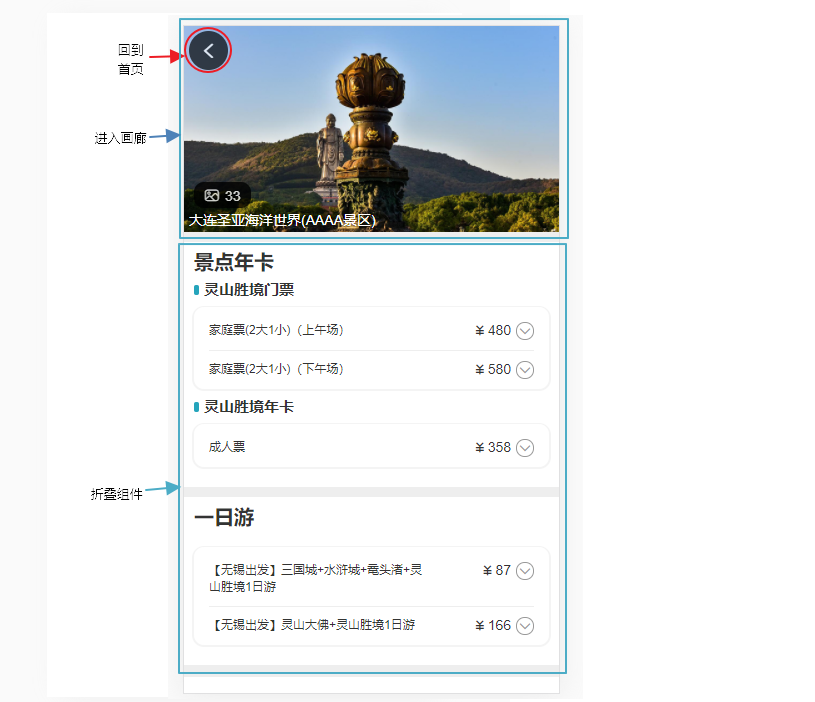 回到
首页
进入画廊
33
大连圣亚海洋世界(AAAA景区)
景点年卡
灵山胜境门票
家庭票(2大1小)（上午场） ¥ 480
家庭票(2大1小)（下午场） ¥ 580
灵山胜境年卡
成人票 ¥ 358
折叠组件
一日游
【无锡出发】三国城+水浒城+鼋头渚+灵 ¥ 87
山胜境1日游
【无锡出发】灵山大佛+灵山胜境1日游 ¥ 166